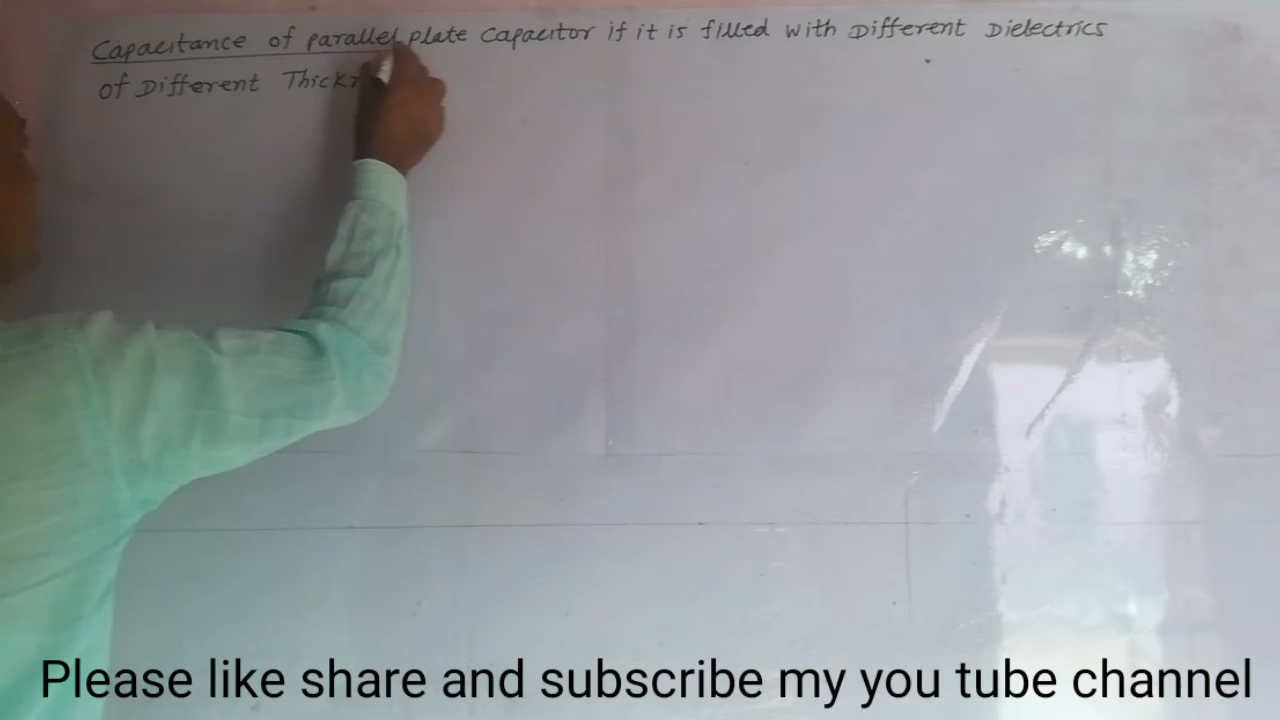 Capacitance of parallel plate Capacitor if it is filled with Different Dielectrics
of Different
Please like share and subscribe my you tube channel